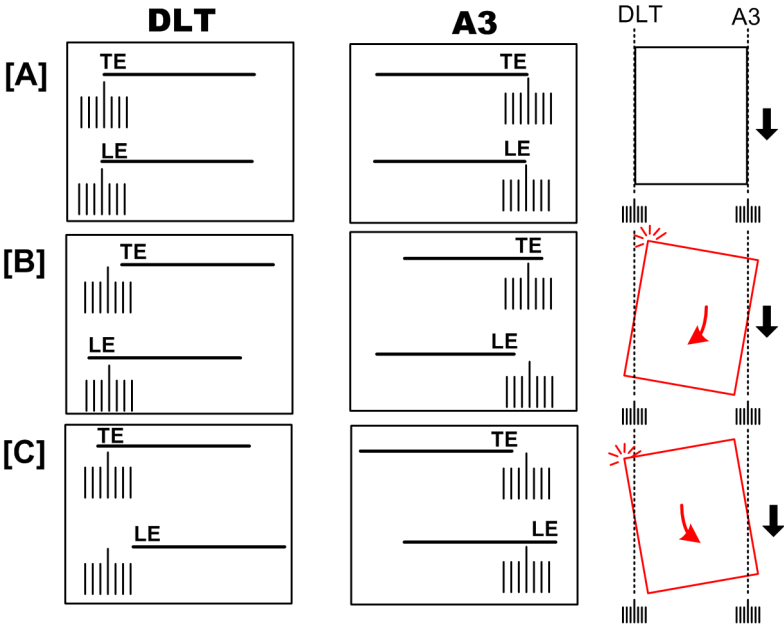 DLT A3 DLT A3
[A] TE TE
LE LE
[B] TE TE
LE LE
[C] TE TE
LE LE